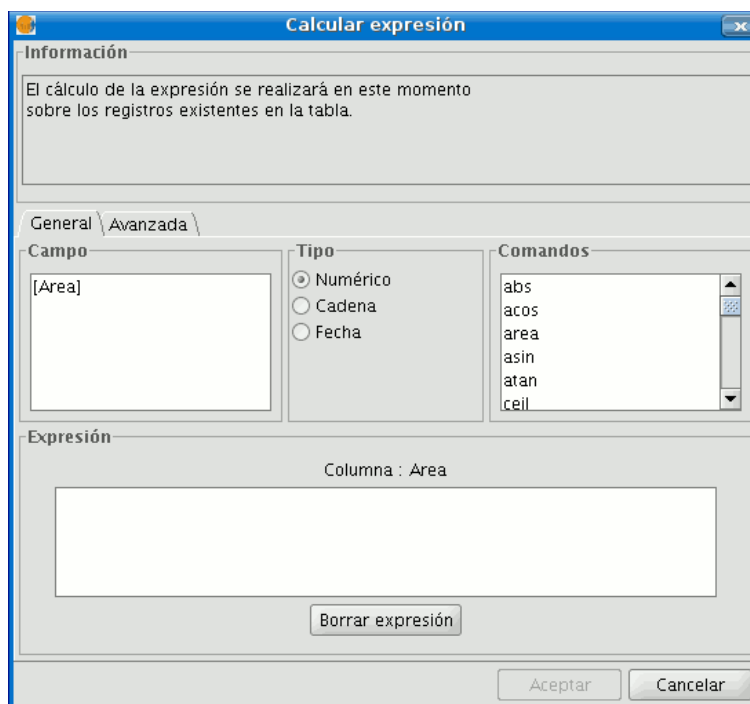 Calcular expresión
Información
El cálculo de la expresión se realizará en este momento
sobre los registros existentes en la tabla.
General
Avanzada
Campo
[Area]
Tipo
Numérico
Cadena
Fecha
Comandos
abs
acos
area
asin
atan
ceil
Expresión
Columna : Area
Borrar expresión
Aceptar
Cancelar